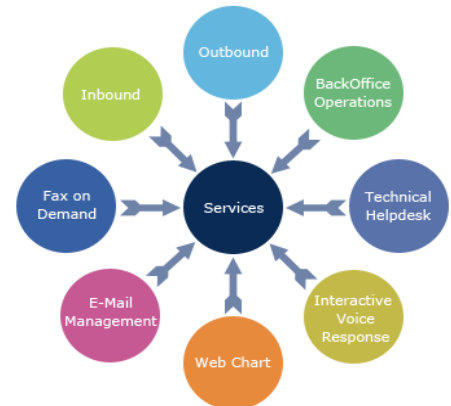 Outbound
Inbound
BackOffice
Operations
Fax on
Demand
Services
Technical
Helpdesk
E-Mail
Management
Interactive
Voice
Response
Web Chart